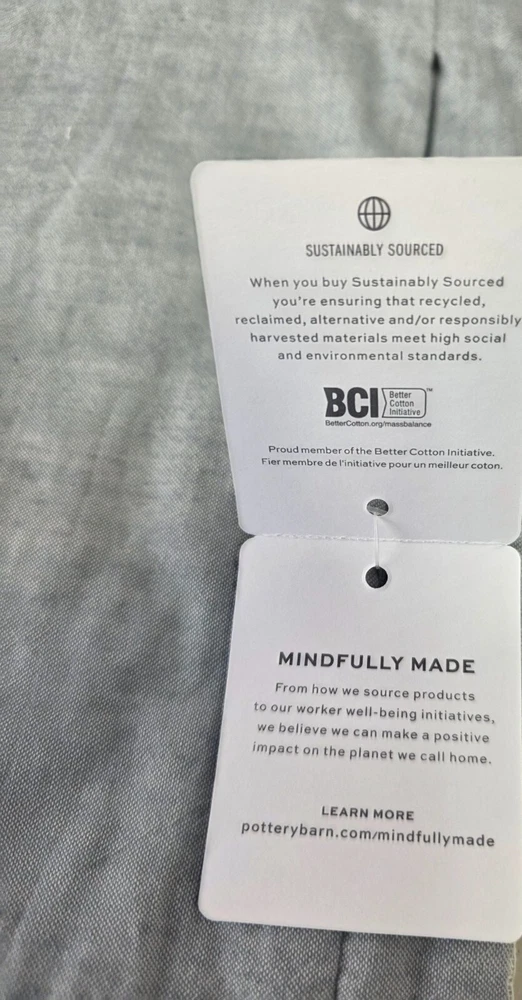 SUSTAINABLY SOURCED
When you buy Sustainably Sourced
you're ensuring that recycled,
reclaimed, alternative and/or responsibly
harvested materials meet high social
and environmental standards.
BCI Better
Cotton
Initiative™
BetterCotton.org/massbalance
Proud member of the Better Cotton Initiative.
Fier membre de l'initiative pour un meilleur coton.
MINDFULLY MADE
From how we source products
to our worker well-being initiatives,
we believe we can make a positive
impact on the planet we call home.
LEARN MORE
potterybarn.com/mindfullymade